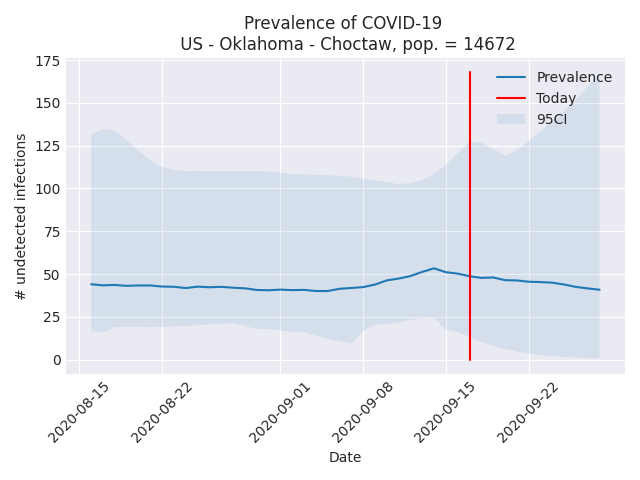 Prevalence of COVID-19
US - Oklahoma - Choctaw, pop. = 14672
175
150
125
100
75
50
25
0
# undetected infections
Prevalence
Today
95CI
2020-08-15
2020-08-22
2020-09-01
2020-09-08
2020-09-15
2020-09-22
Date